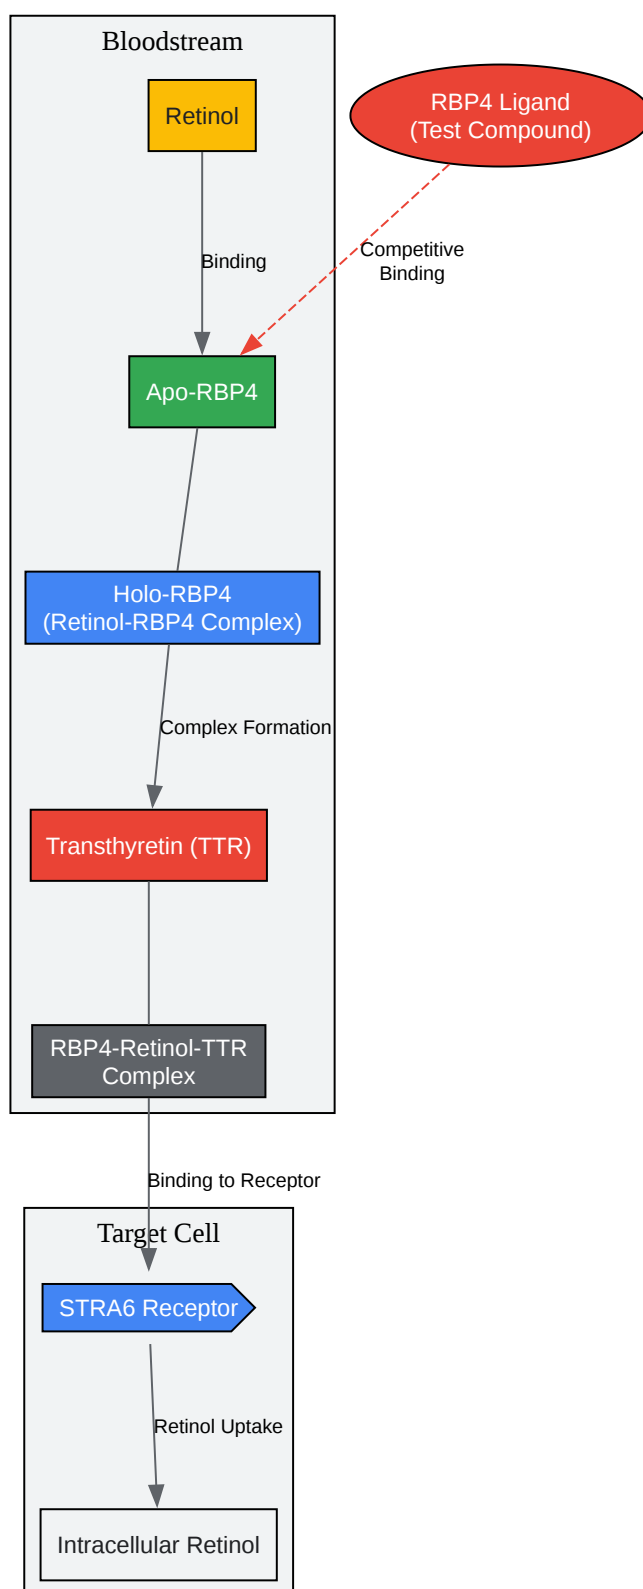 Bloodstream
Retinol
RBP4 Ligand
(Test Compound)
Binding
Competitive
Binding
Apo-RBP4
Holo-RBP4
(Retinol-RBP4 Complex)
Complex Formation
Transthyretin (TTR)
RBP4-Retinol-TTR
Complex
Binding to Receptor
Target Cell
STRA6 Receptor
Retinol Uptake
Intracellular Retinol